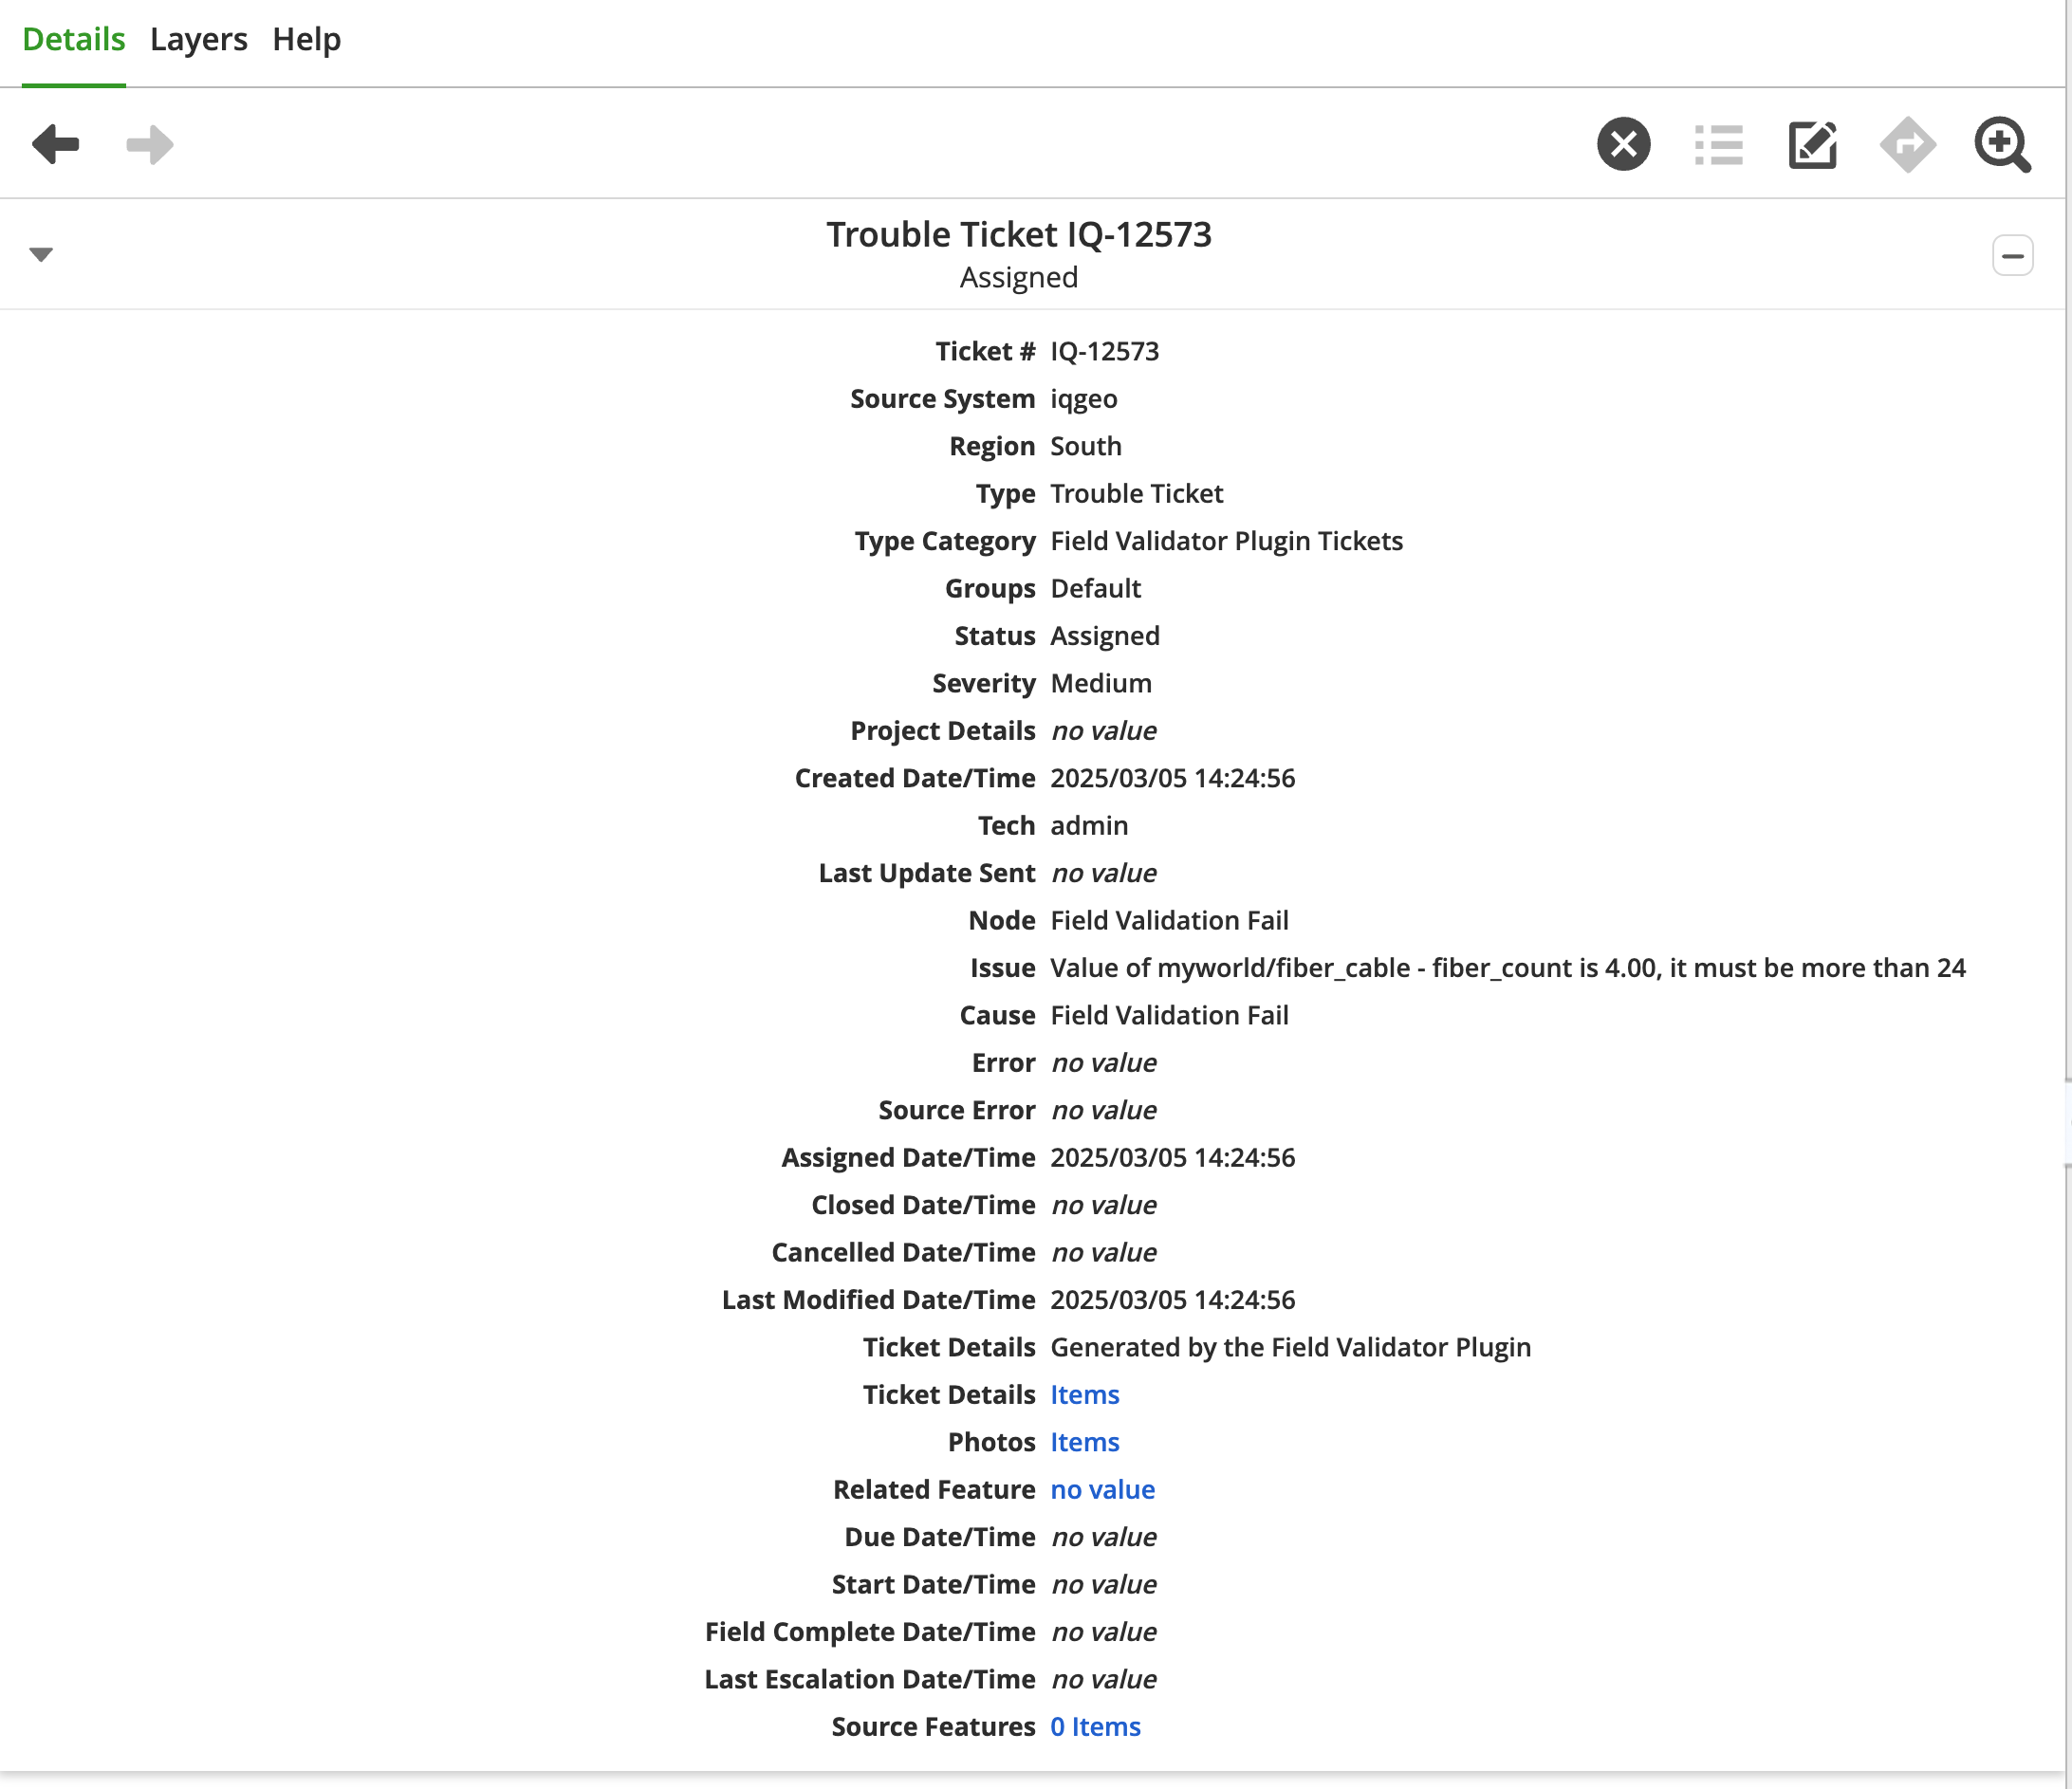 Details Layers Help
Trouble Ticket IQ-12573
Assigned
Ticket # IQ-12573
Source System iqgeo
Region South
Type Trouble Ticket
Type Category Field Validator Plugin Tickets
Groups Default
Status Assigned
Severity Medium
Project Details no value
Created Date/Time 2025/03/05 14:24:56
Tech admin
Last Update Sent no value
Node Field Validation Fail
Issue Value of myworld/fiber_cable - fiber_count is 4.00, it must be more than 24
Cause Field Validation Fail
Error no value
Source Error no value
Assigned Date/Time 2025/03/05 14:24:56
Closed Date/Time no value
Cancelled Date/Time no value
Last Modified Date/Time 2025/03/05 14:24:56
Ticket Details Generated by the Field Validator Plugin
Ticket Details Items
Photos Items
Related Feature no value
Due Date/Time no value
Start Date/Time no value
Field Complete Date/Time no value
Last Escalation Date/Time no value
Source Features 0 Items